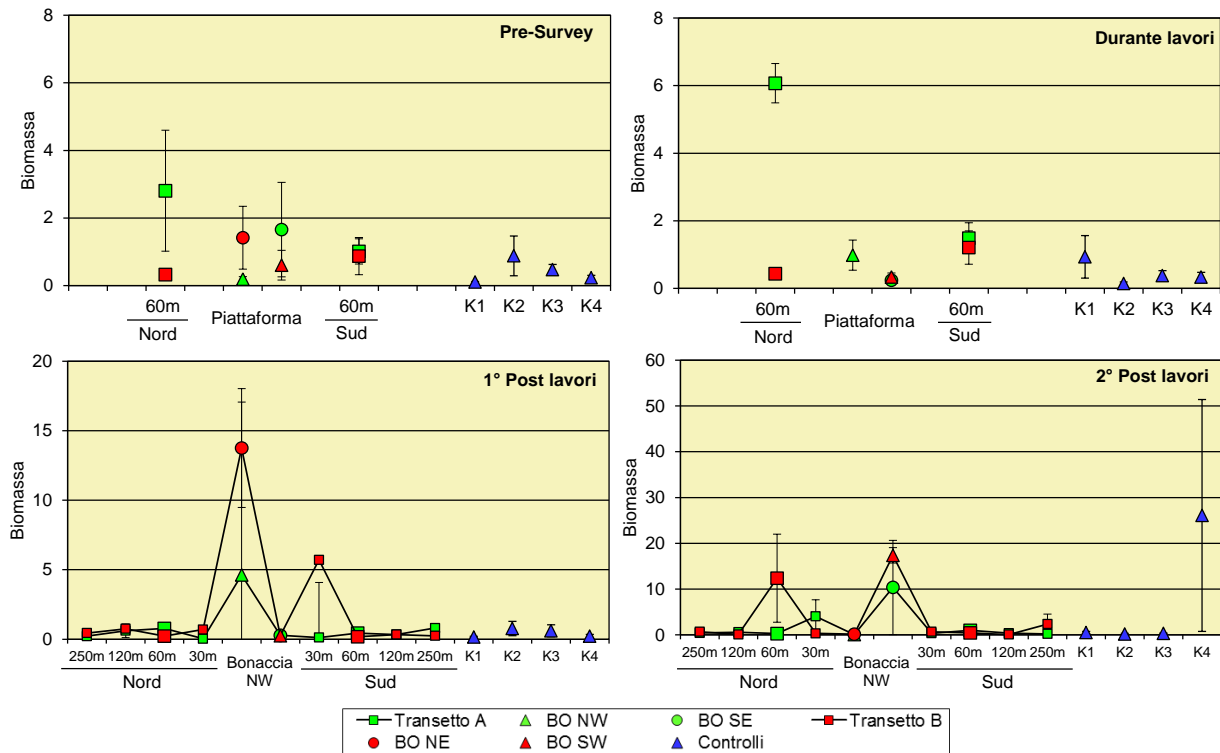 Pre-Survey
8
6
4
2
0
Biomassa
60m
Nord
Piattaforma
60m
Sud
K1 K2 K3 K4
Durante lavori
8
6
4
2
0
Biomassa
60m
Nord
Piattaforma
60m
Sud
K1 K2 K3 K4
1° Post lavori
20
15
10
5
0
Biomassa
250m 120m 60m 30m
Nord
Bonaccia
NW
30m 60m 120m 250m
Sud
K1 K2 K3 K4
2° Post lavori
60
50
40
30
20
10
0
Biomassa
250m 120m 60m 30m
Nord
Bonaccia
NW
30m 60m 120m 250m
Sud
K1 K2 K3 K4
Transetto A BO NW BO SE Transetto B
BO NE BO SW Controlli